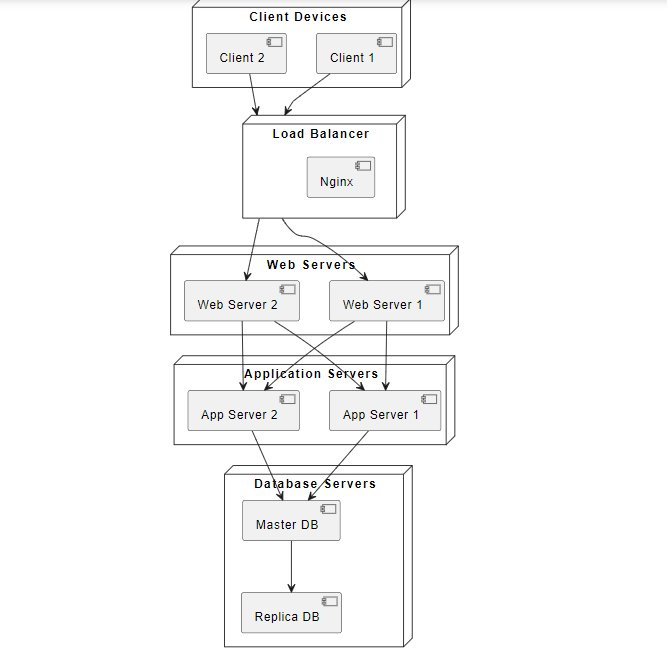 Client Devices
Client 2
Client 1
Load Balancer
Nginx
Web Servers
Web Server 2
Web Server 1
Application Servers
App Server 2
App Server 1
Database Servers
Master DB
Replica DB